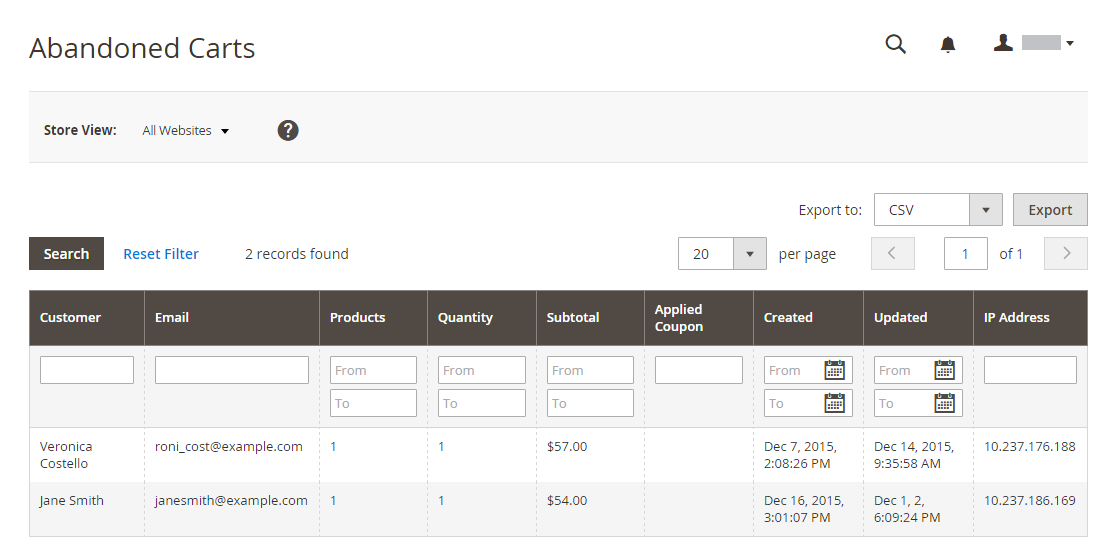 Abandoned Carts
Store View: All Websites ?
Export to: CSV Export
Search Reset Filter 2 records found 20 per page 1 of 1
Customer Email Products Quantity Subtotal Applied Coupon Created Updated IP Address
From From From From From
To To To To To
Veronica Costello roni_cost@example.com 1 1 $57.00 Dec 7, 2015, 2:08:26 PM Dec 14, 2015, 9:35:58 AM 10.237.176.188
Jane Smith janesmith@example.com 1 1 $54.00 Dec 16, 2015, 3:01:07 PM Dec 1, 2, 6:09:24 PM 10.237.186.169